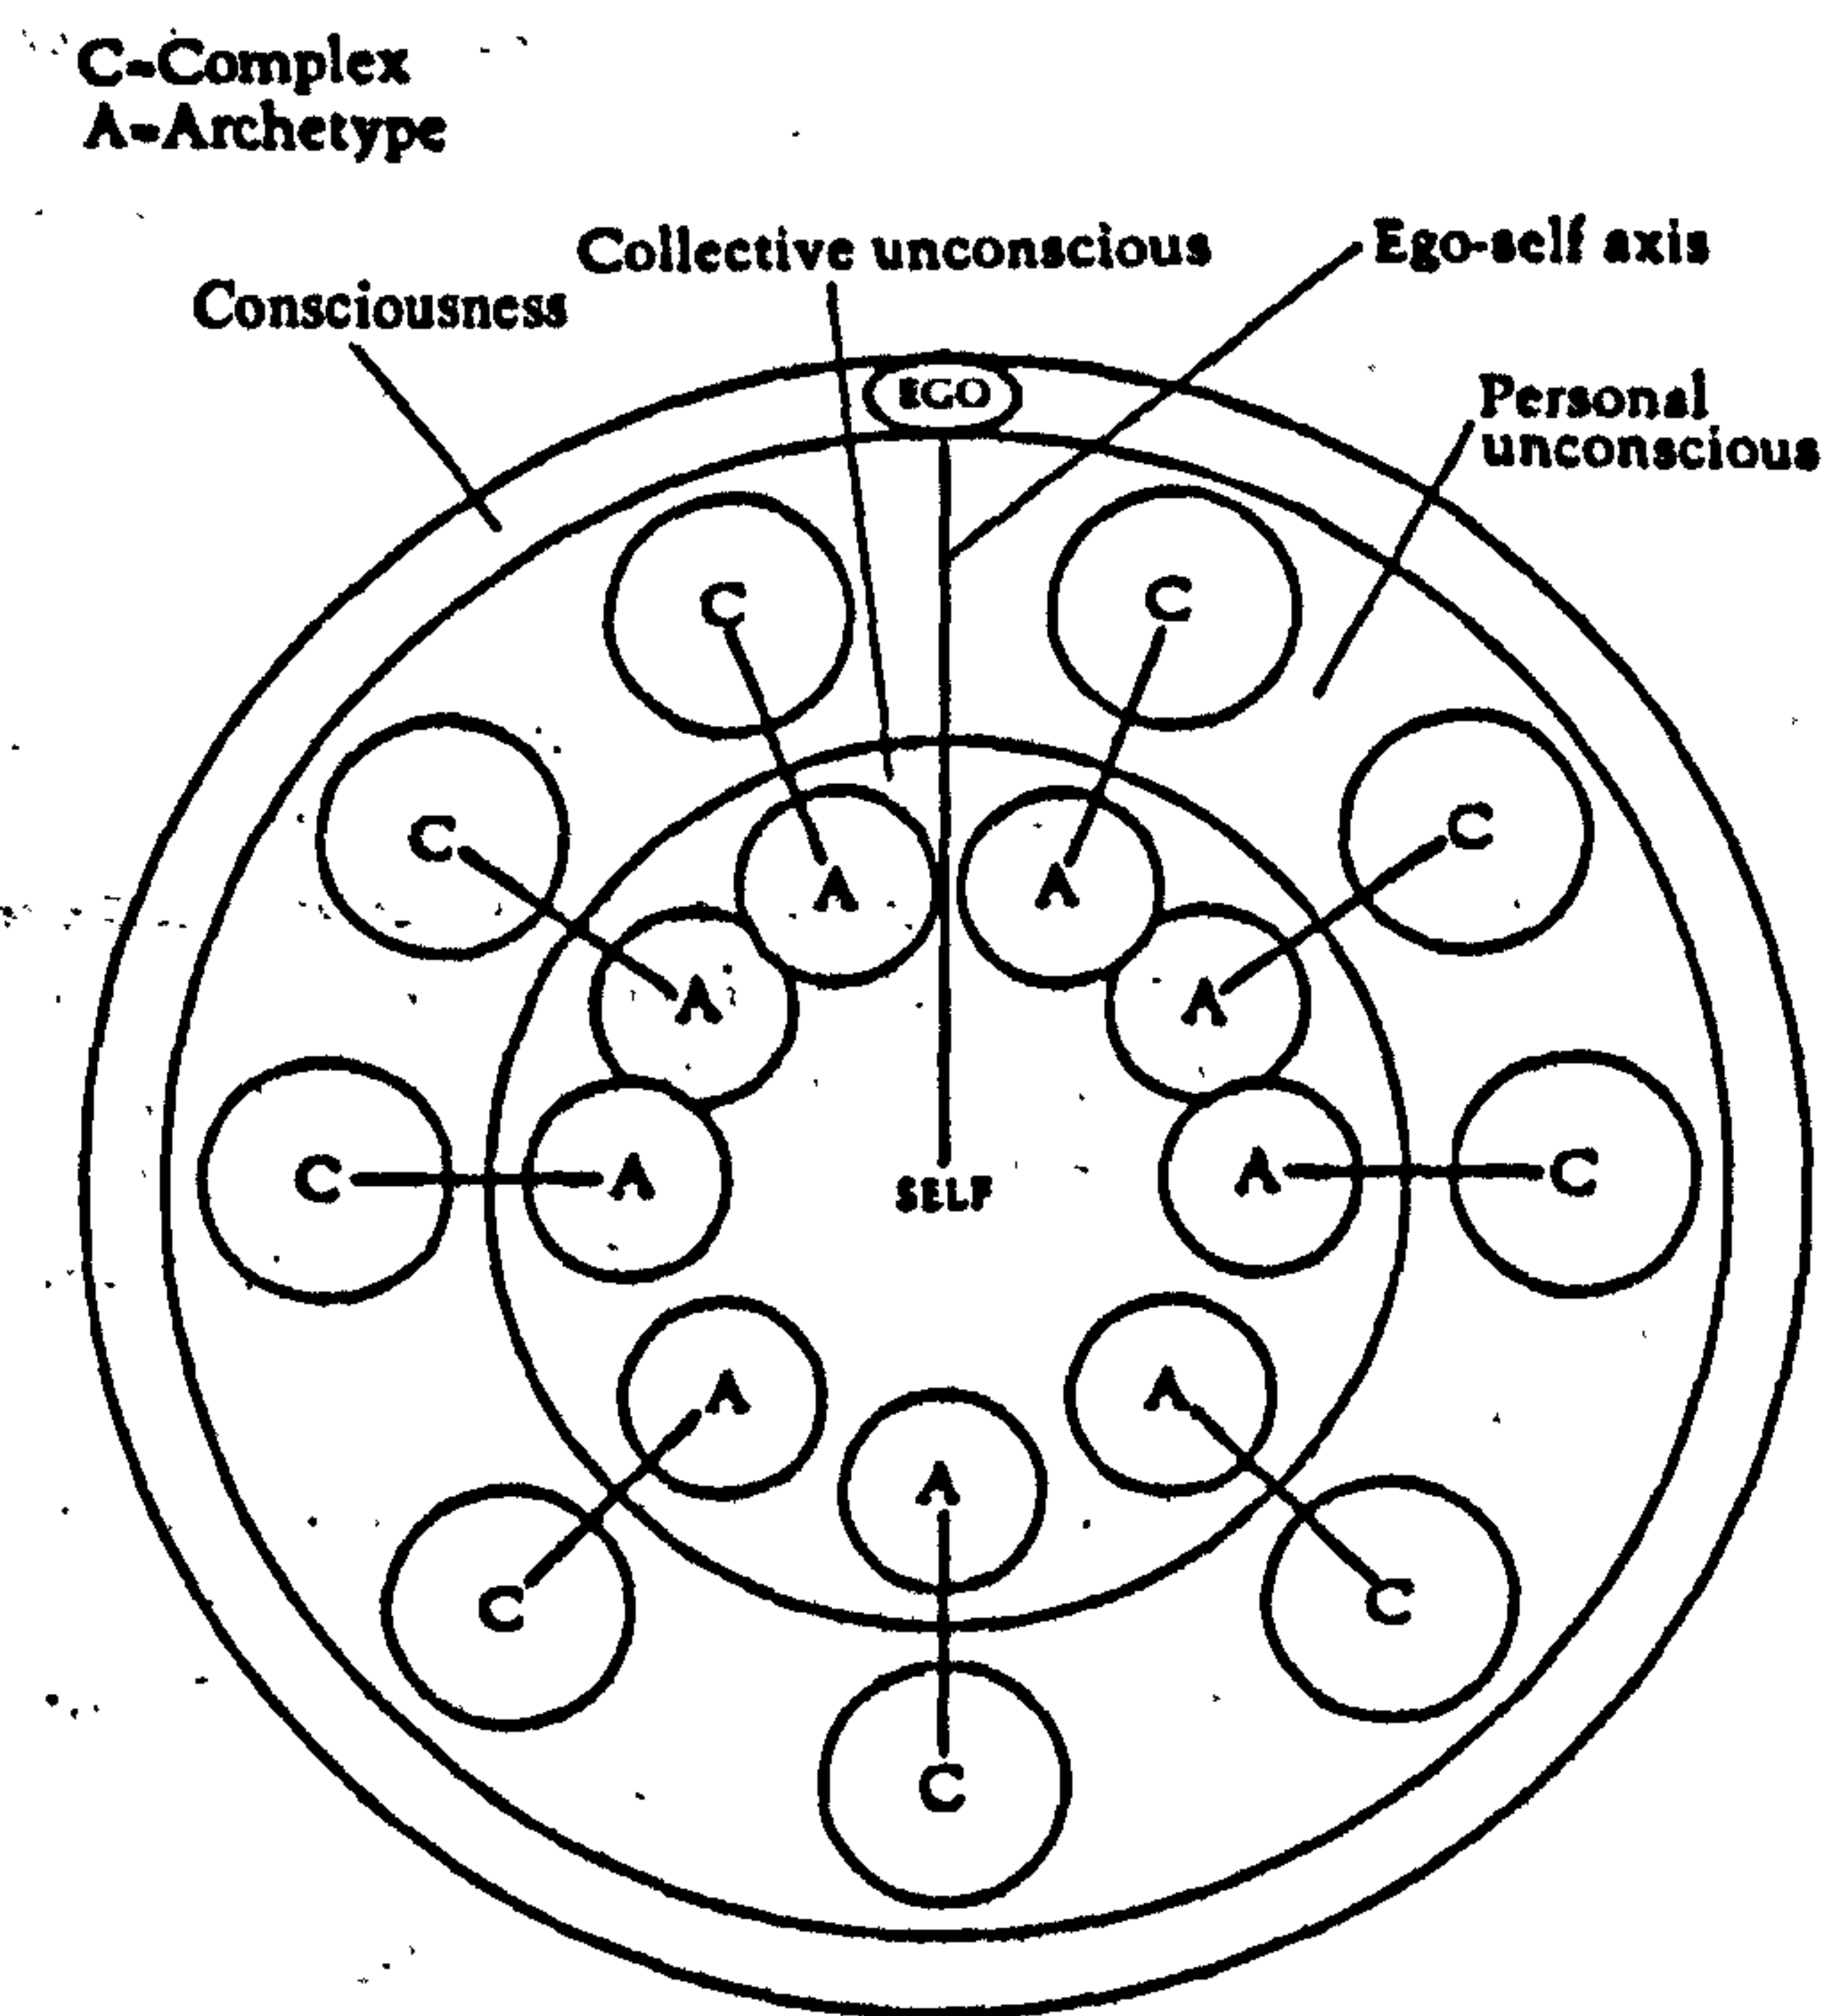 C=Complex
A=Archetype
Collective unconscious
Ego-self axis
Consciousness
Personal
unconscious
EGO
C
C
C
C
A
A
A
A
C
A
A
C
SELF
A
A
A
C
C
C